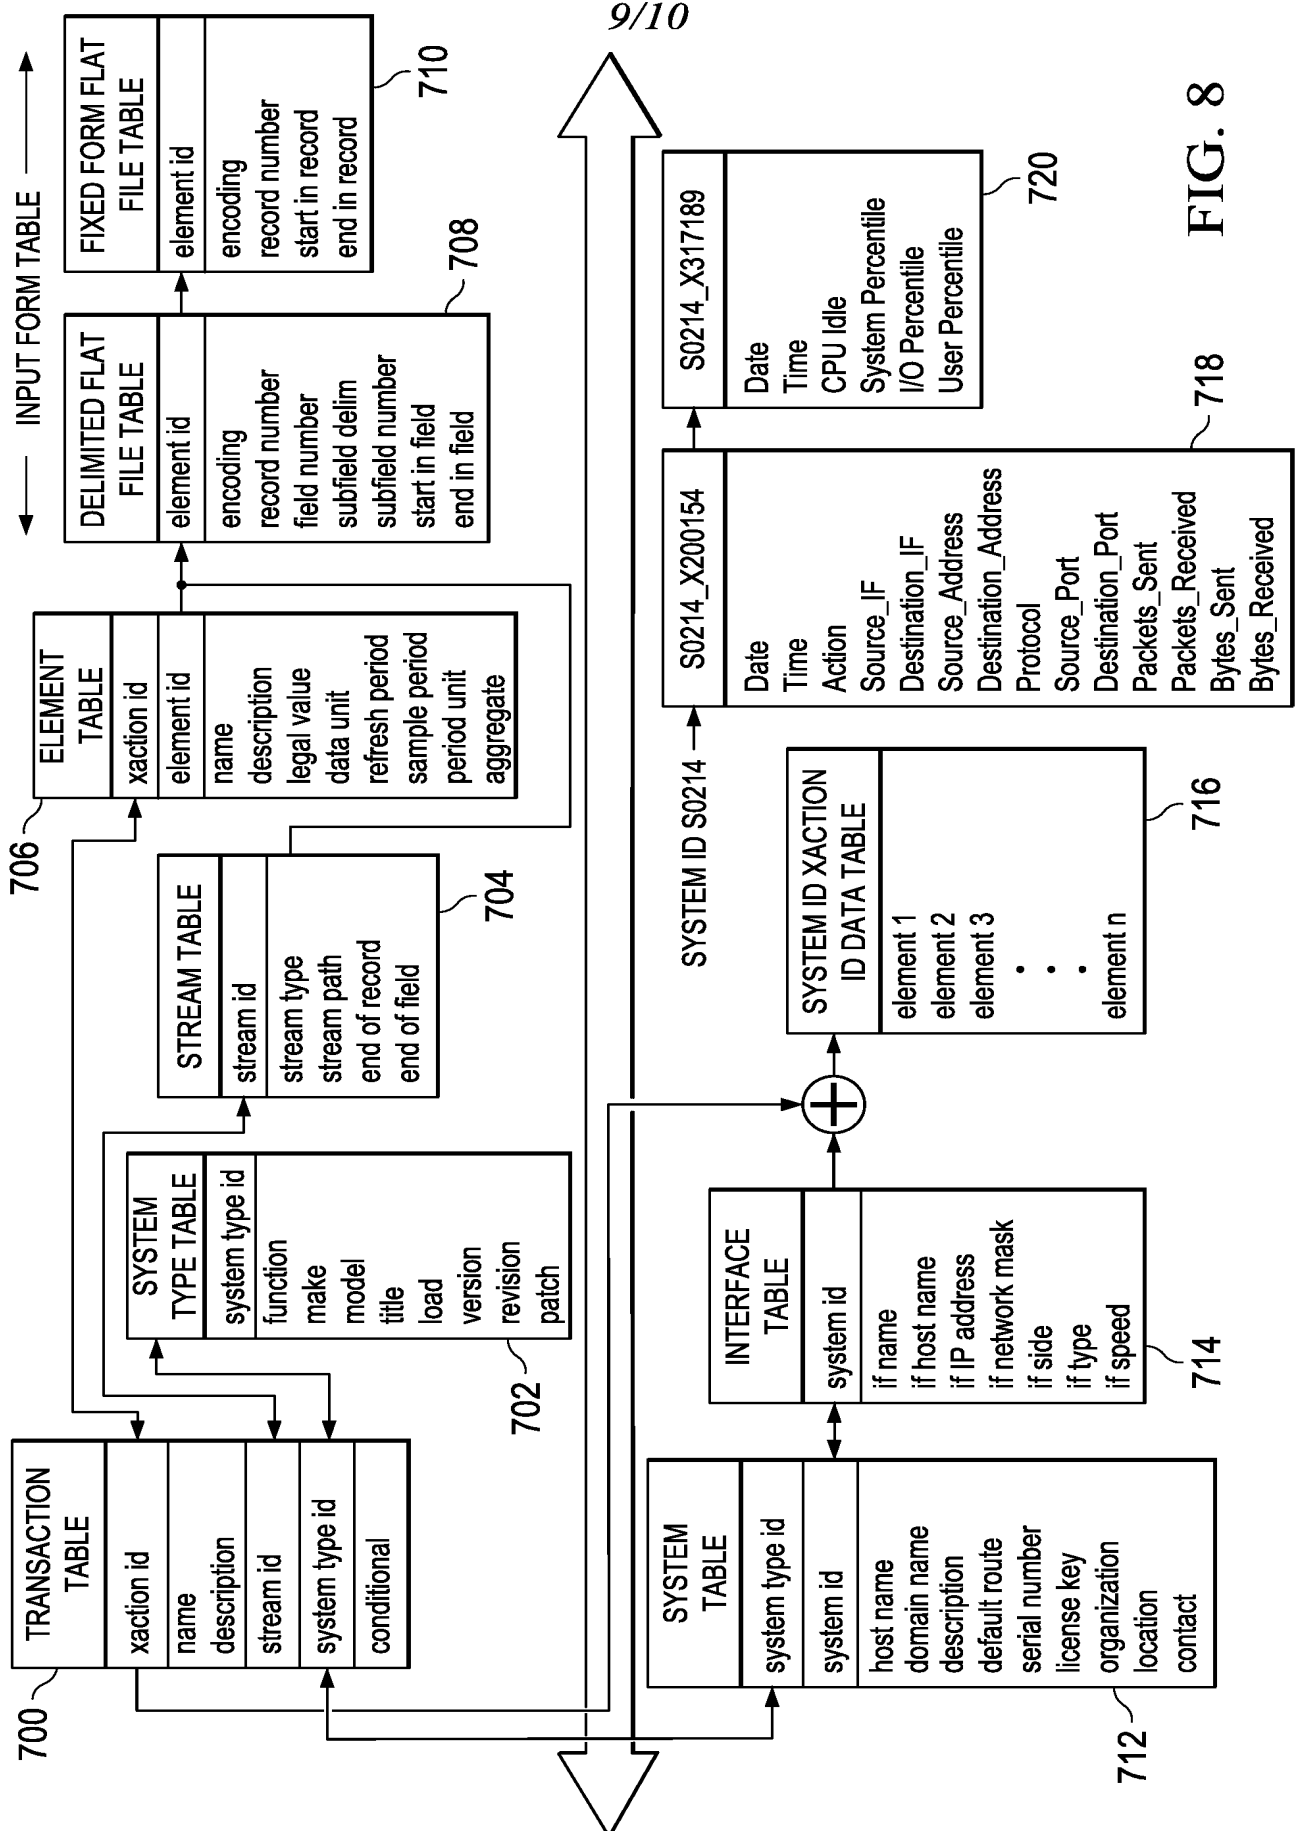 9/10
INPUT FORM TABLE
700
TRANSACTION
TABLE
xaction id
name
description
stream id
system type id
conditional
SYSTEM
TYPE TABLE
system type id
function
make
model
title
load
version
revision
patch
702
STREAM TABLE
stream id
stream type
stream path
end of record
end of field
704
706
ELEMENT
TABLE
xaction id
element id
name
description
legal value
data unit
refresh period
sample period
period unit
aggregate
DELIMITED FLAT
FILE TABLE
element id
encoding
record number
field number
subfield delim
subfield number
start in field
end in field
708
FIXED FORM FLAT
FILE TABLE
element id
encoding
record number
start in record
end in record
710
SYSTEM
TABLE
system type id
system id
host name
domain name
description
default route
serial number
license key
organization
location
contact
712
INTERFACE
TABLE
system id
if name
if host name
if IP address
if network mask
if side
if type
if speed
714
SYSTEM ID XACTION
ID DATA TABLE
element 1
element 2
element 3
. . .
element n
716
SYSTEM ID S0214
S0214_X200154
Date
Time
Action
Source_IF
Destination_IF
Source_Address
Destination_Address
Protocol
Source_Port
Destination_Port
Packets_Sent
Packets_Received
Bytes_Sent
Bytes_Received
718
S0214_X317189
Date
Time
CPU Idle
System Percentile
I/O Percentile
User Percentile
720
FIG. 8